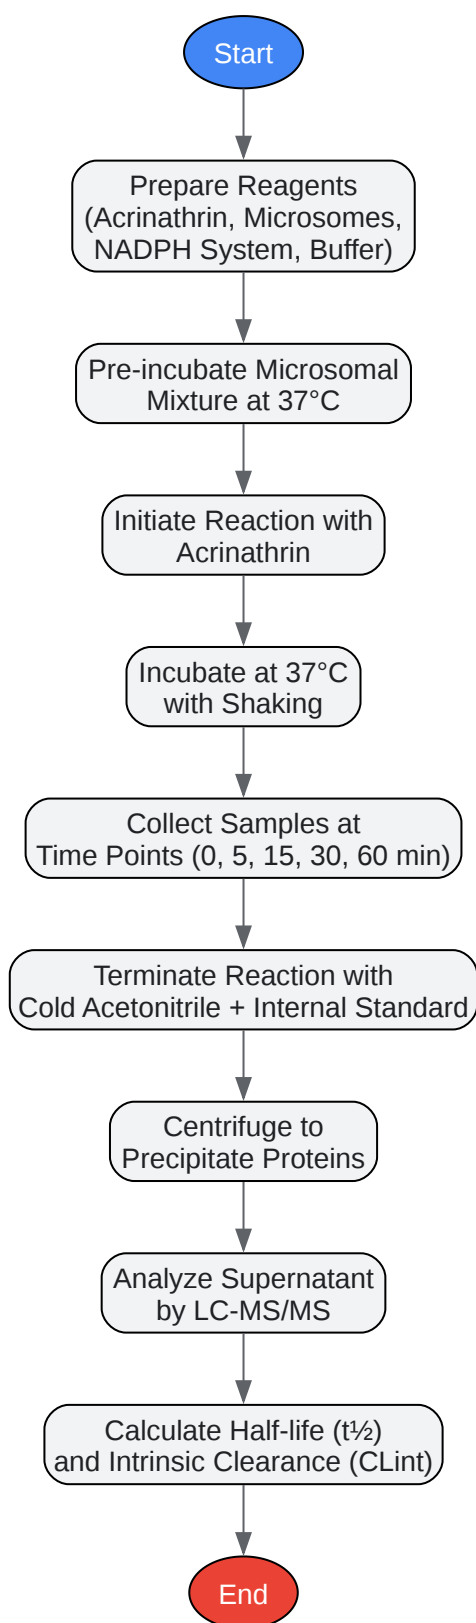 Start
Prepare Reagents
(Acrinathrin, Microsomes,
NADPH System, Buffer)
Pre-incubate Microsomal
Mixture at 37°C
Initiate Reaction with
Acrinathrin
Incubate at 37°C
with Shaking
Collect Samples at
Time Points (0, 5, 15, 30, 60 min)
Terminate Reaction with
Cold Acetonitrile + Internal Standard
Centrifuge to
Precipitate Proteins
Analyze Supernatant
by LC-MS/MS
Calculate Half-life (t½)
and Intrinsic Clearance (CLint)
End